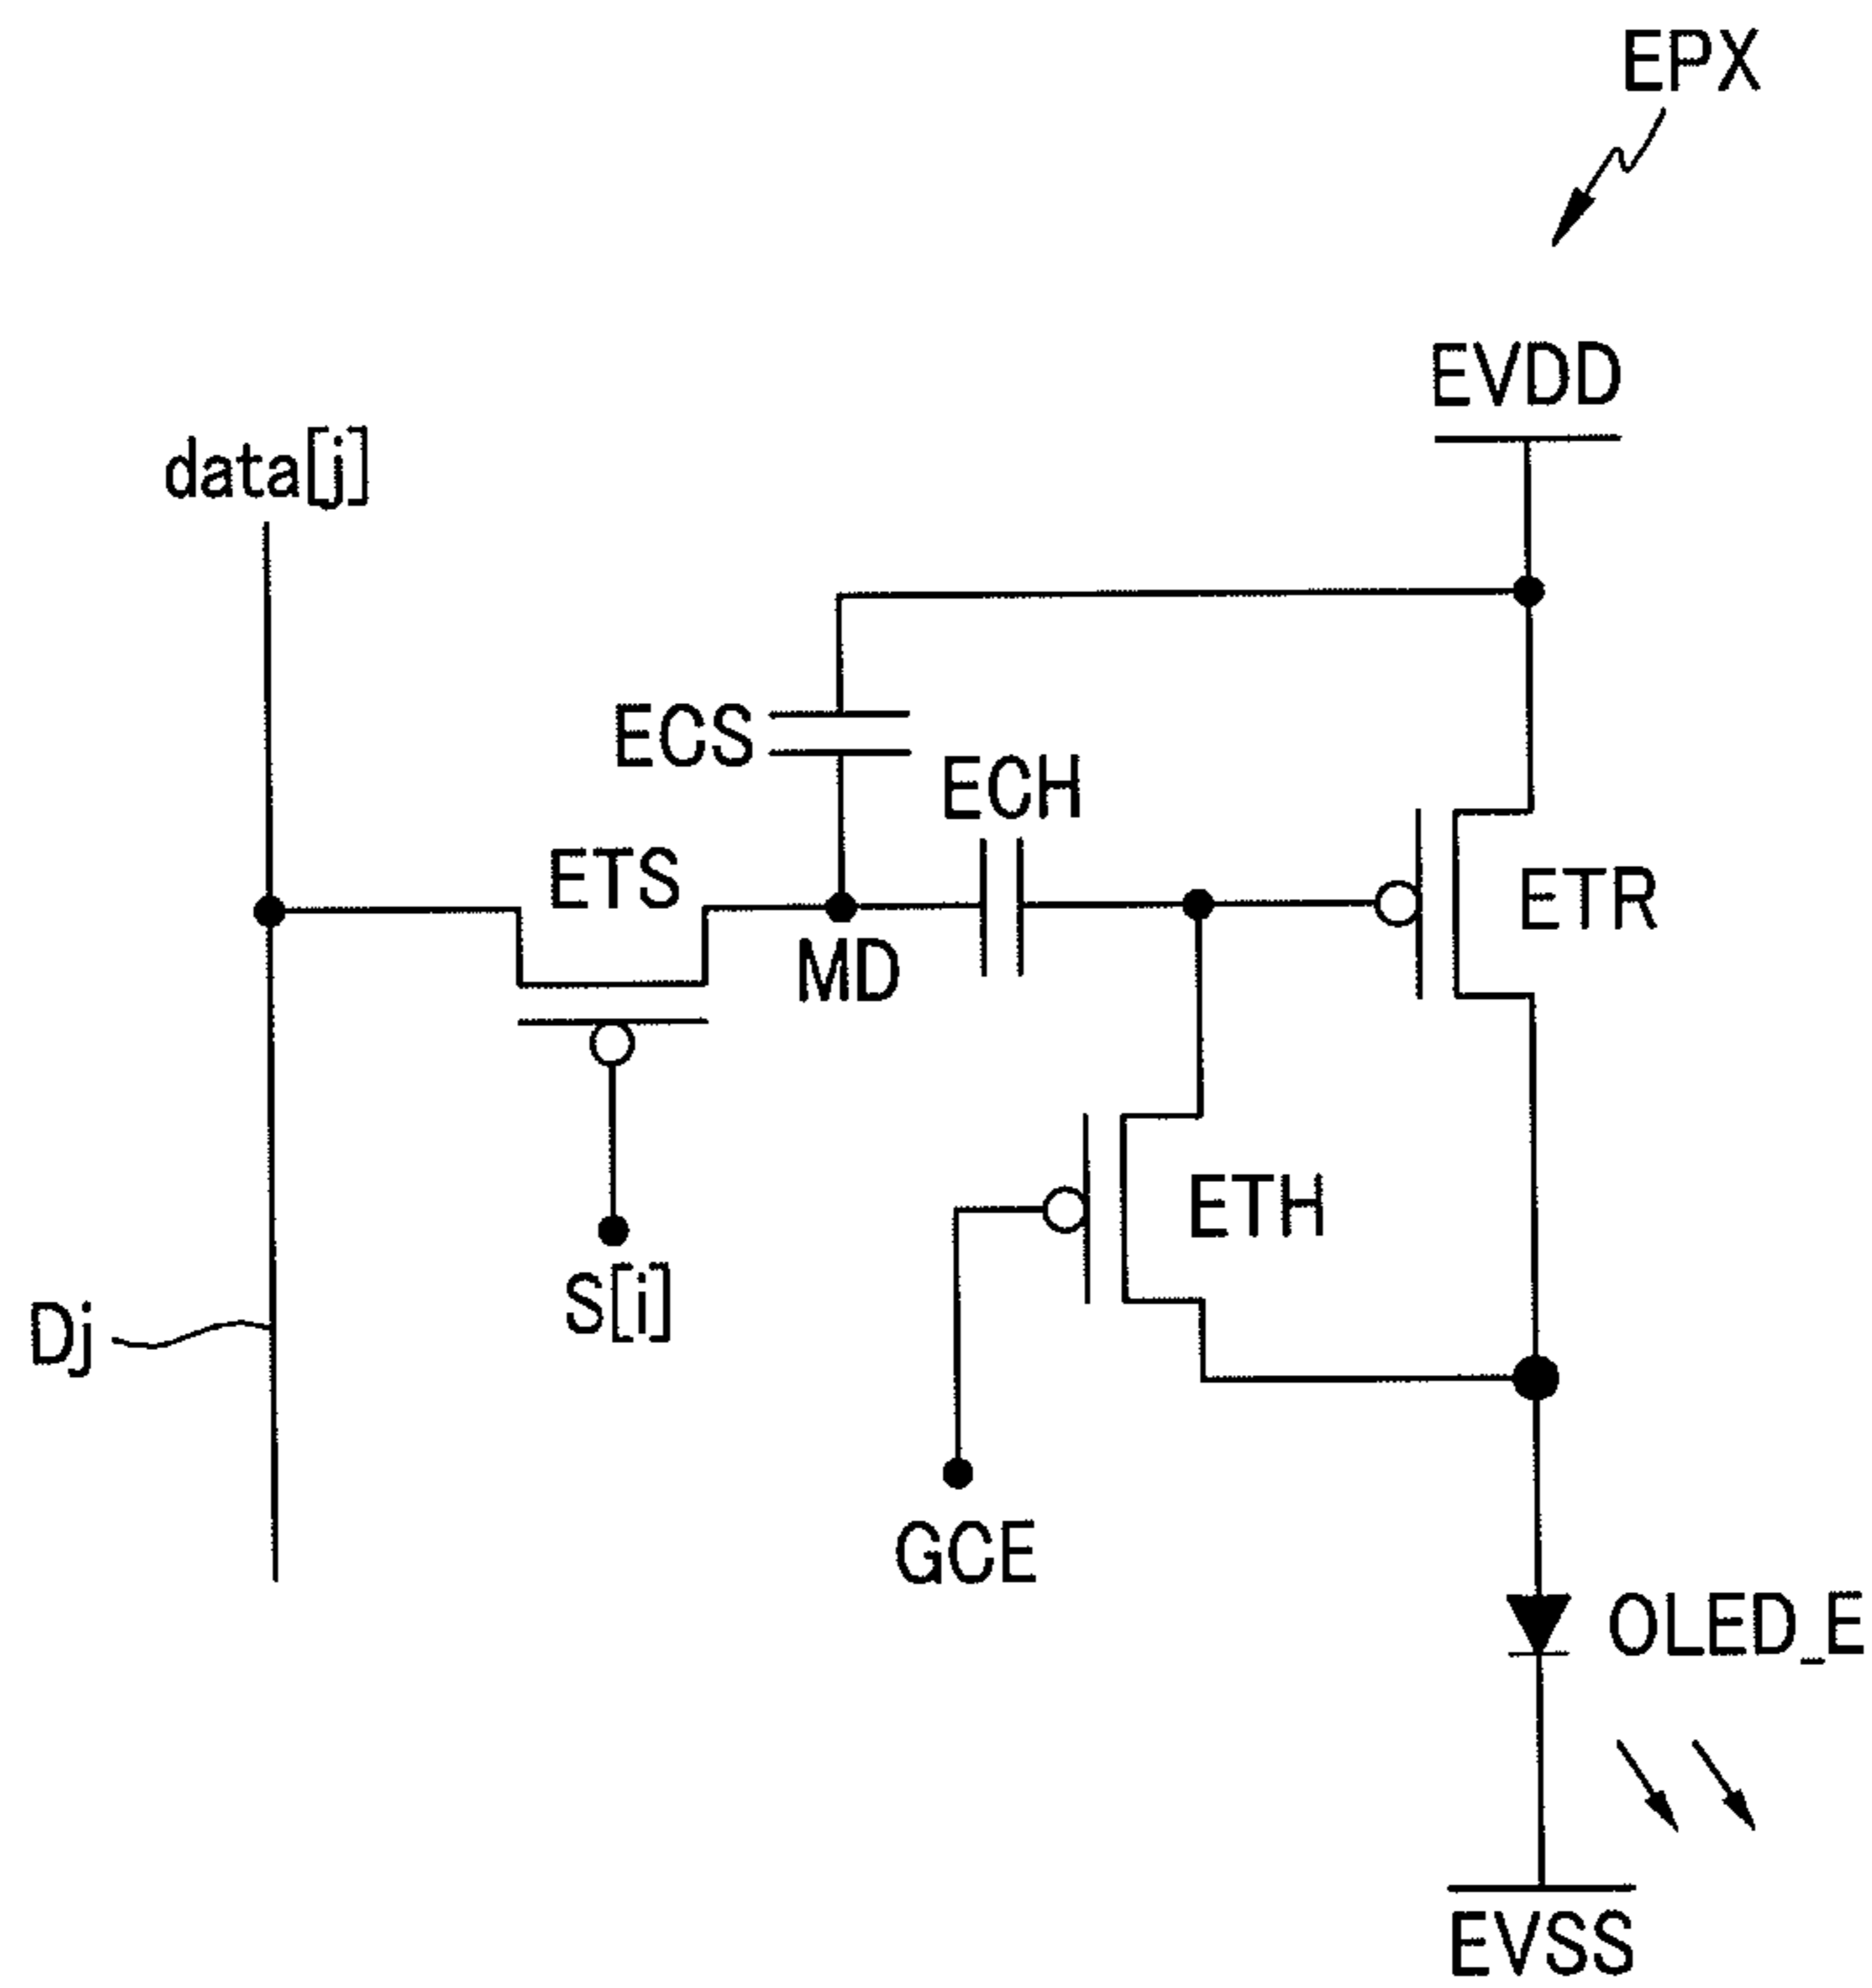 EPX
EVDD
data[j]
ECS
ECH
ETS
ETR
MD
ETH
S[i]
Dj
GCE
OLED_E
EVSS